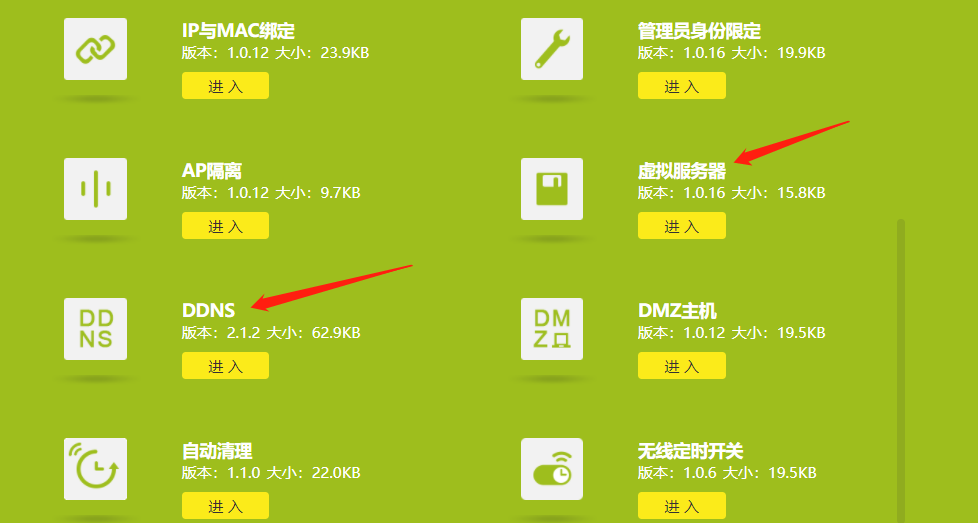 IP与MAC绑定
版本：1.0.12 大小：23.9KB
进 入
管理员身份限定
版本：1.0.16 大小：19.9KB
进 入
AP隔离
版本：1.0.12 大小：9.7KB
进 入
虚拟服务器
版本：1.0.16 大小：15.8KB
进 入
DD
NS
DDNS
版本：2.1.2 大小：62.9KB
进 入
DM
Z
DMZ主机
版本：1.0.12 大小：19.5KB
进 入
自动清理
版本：1.1.0 大小：22.0KB
进 入
无线定时开关
版本：1.0.6 大小：19.5KB
进 入